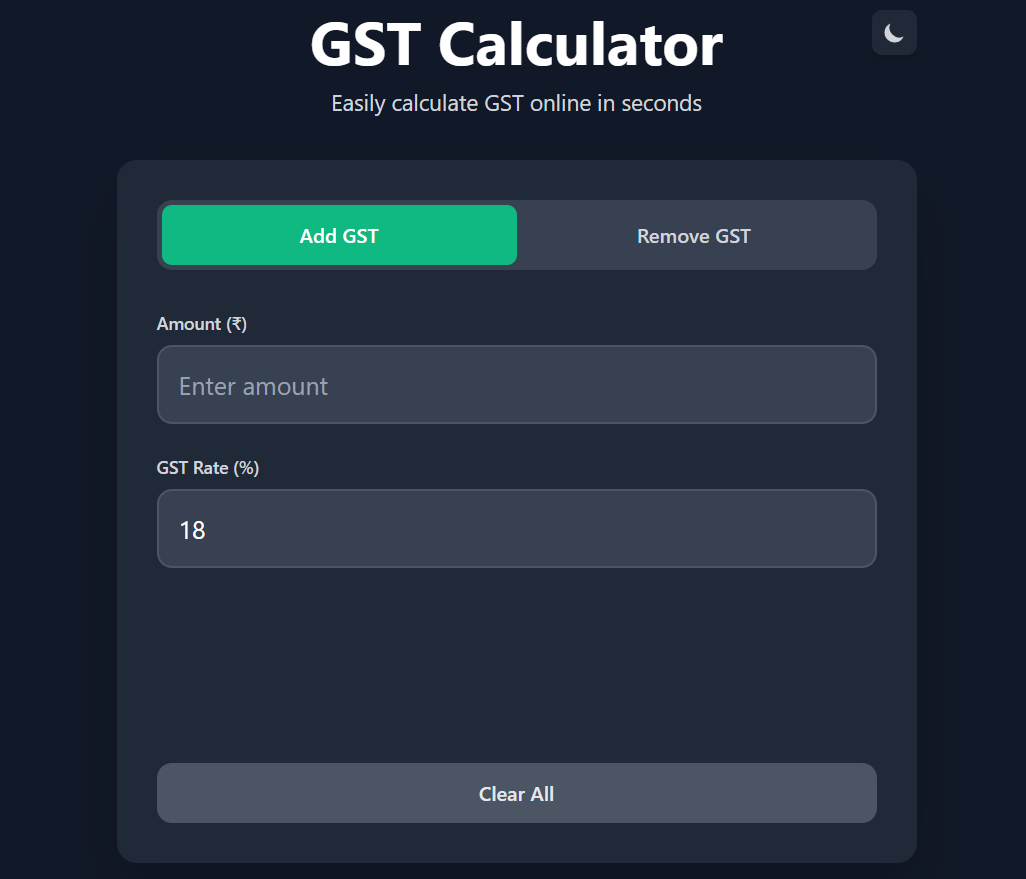 GST Calculator
Easily calculate GST online in seconds
Add GST
Remove GST
Amount (₹)
Enter amount
GST Rate (%)
18
Clear All